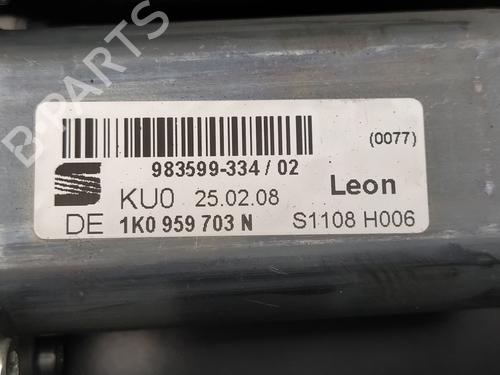 B-PARTS
(0077)
983599-334 / 02
KU0 25.02.08 Leon
DE 1K0 959 703 N S1108 H006